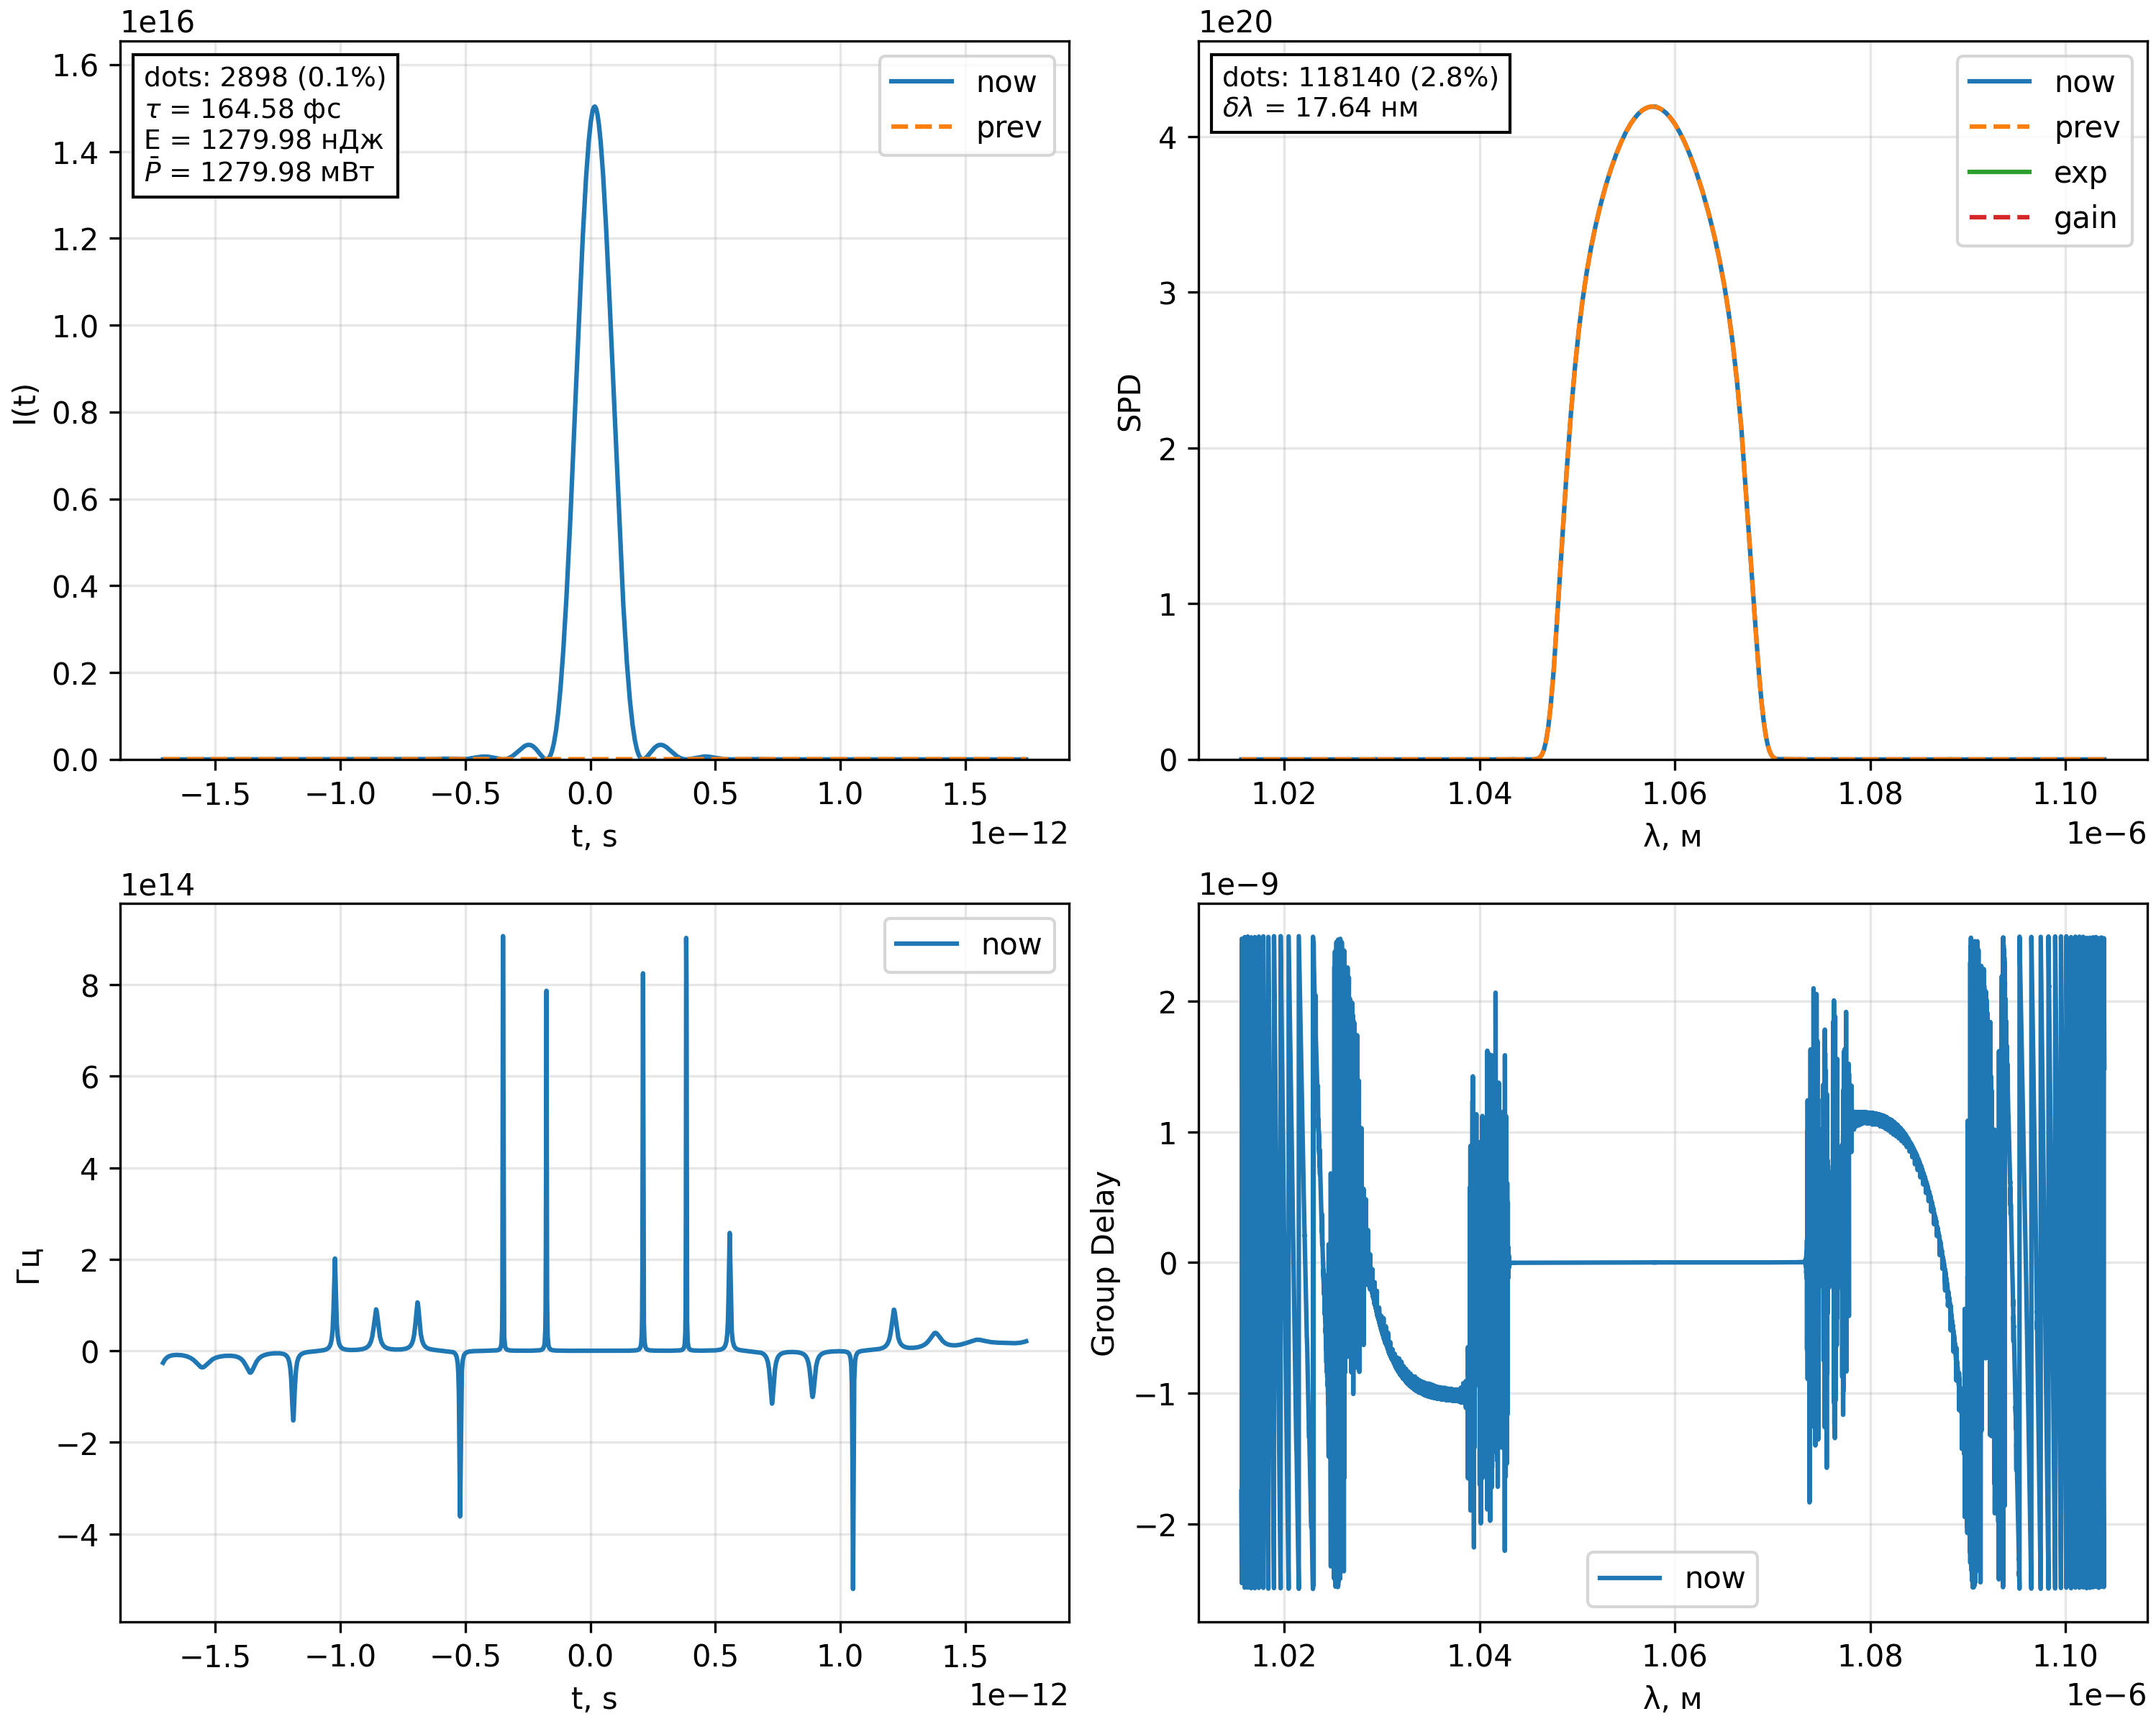 1e16
I(t)
1.6
1.4
1.2
1.0
0.8
0.6
0.4
0.2
0.0
dots: 2898 (0.1%)
τ = 164.58 фс
E = 1279.98 нДж
P̄ = 1279.98 мВт
now
prev
−1.5 −1.0 −0.5 0.0 0.5 1.0 1.5
t, s
1e−12
1e20
SPD
4
3
2
1
0
dots: 118140 (2.8%)
δλ = 17.64 нм
now
prev
exp
gain
1.02 1.04 1.06 1.08 1.10
λ, м
1e−6
1e14
Гц
8
6
4
2
0
−2
−4
now
−1.5 −1.0 −0.5 0.0 0.5 1.0 1.5
t, s
1e−12
1e−9
Group Delay
2
1
0
−1
−2
now
1.02 1.04 1.06 1.08 1.10
λ, м
1e−6